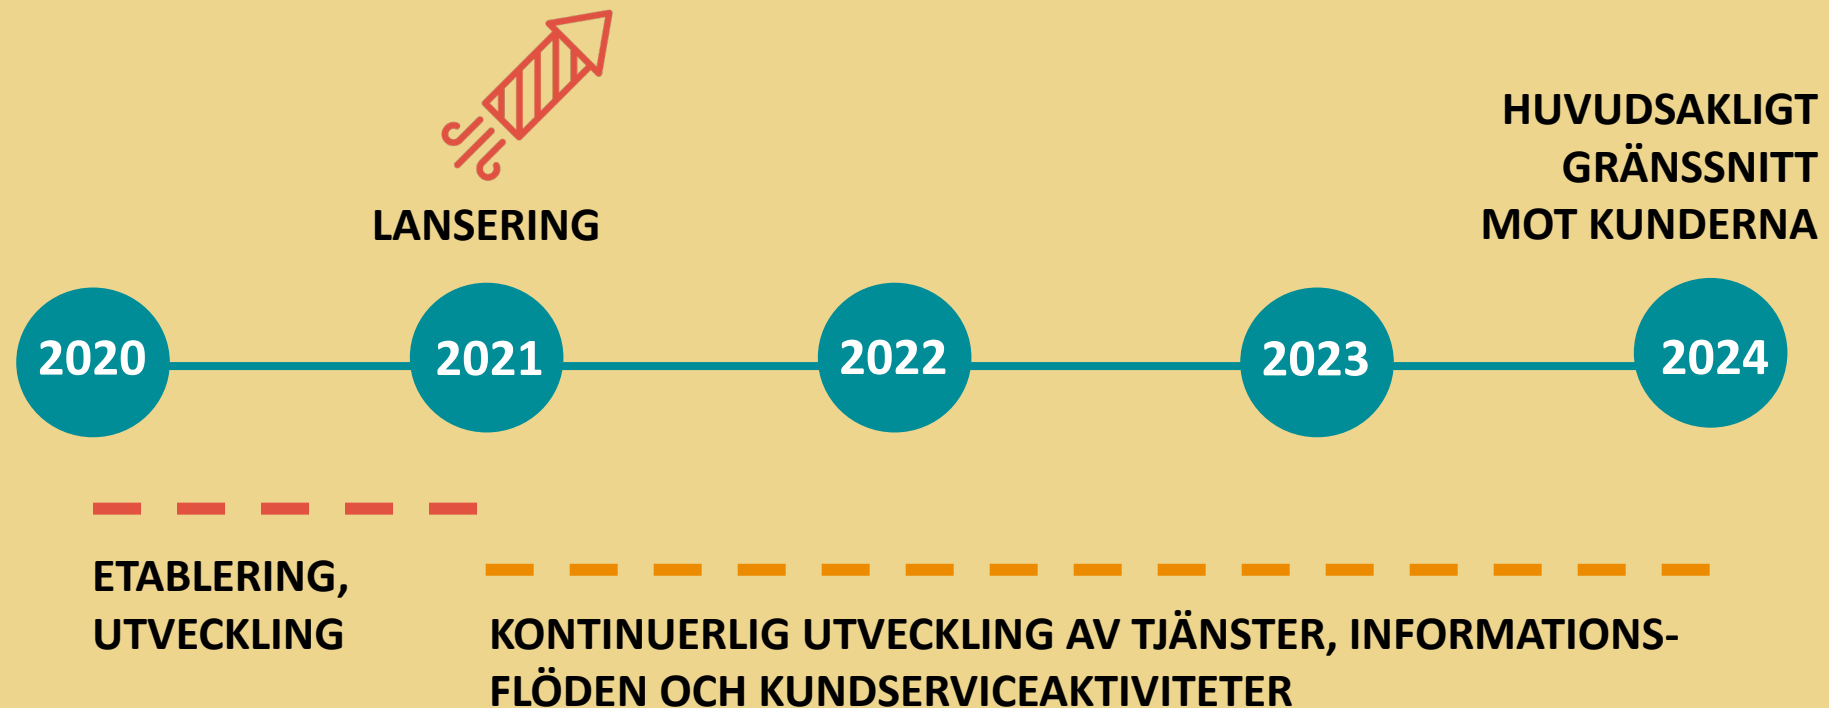 LANSERING
HUVUDSAKLIGT
GRÄNSSNITT
MOT KUNDERNA
2020
2021
2022
2023
2024
ETABLERING,
UTVECKLING
KONTINUERLIG UTVECKLING AV TJÄNSTER, INFORMATIONS-
FLÖDEN OCH KUNDSERVICEAKTIVITETER